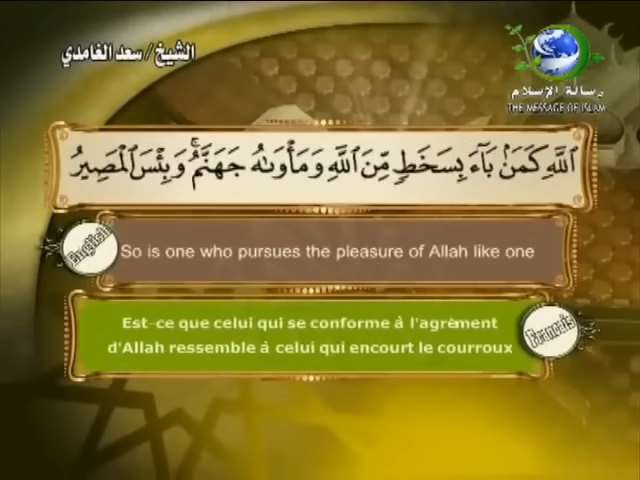 الشيخ / سعد الغامدي
رسالة الإسلام
THE MESSAGE OF ISLAM
ٱللَّهِ كَمَنۢ بَآءَ بِسَخَطٍ مِّنَ ٱللَّهِ وَمَأْوَىٰهُ جَهَنَّمُ ۚ وَبِئْسَ ٱلْمَصِيرُ
English
So is one who pursues the pleasure of Allah like one
Est-ce que celui qui se conforme à l'agrément
d'Allah ressemble à celui qui encourt le courroux
Francais